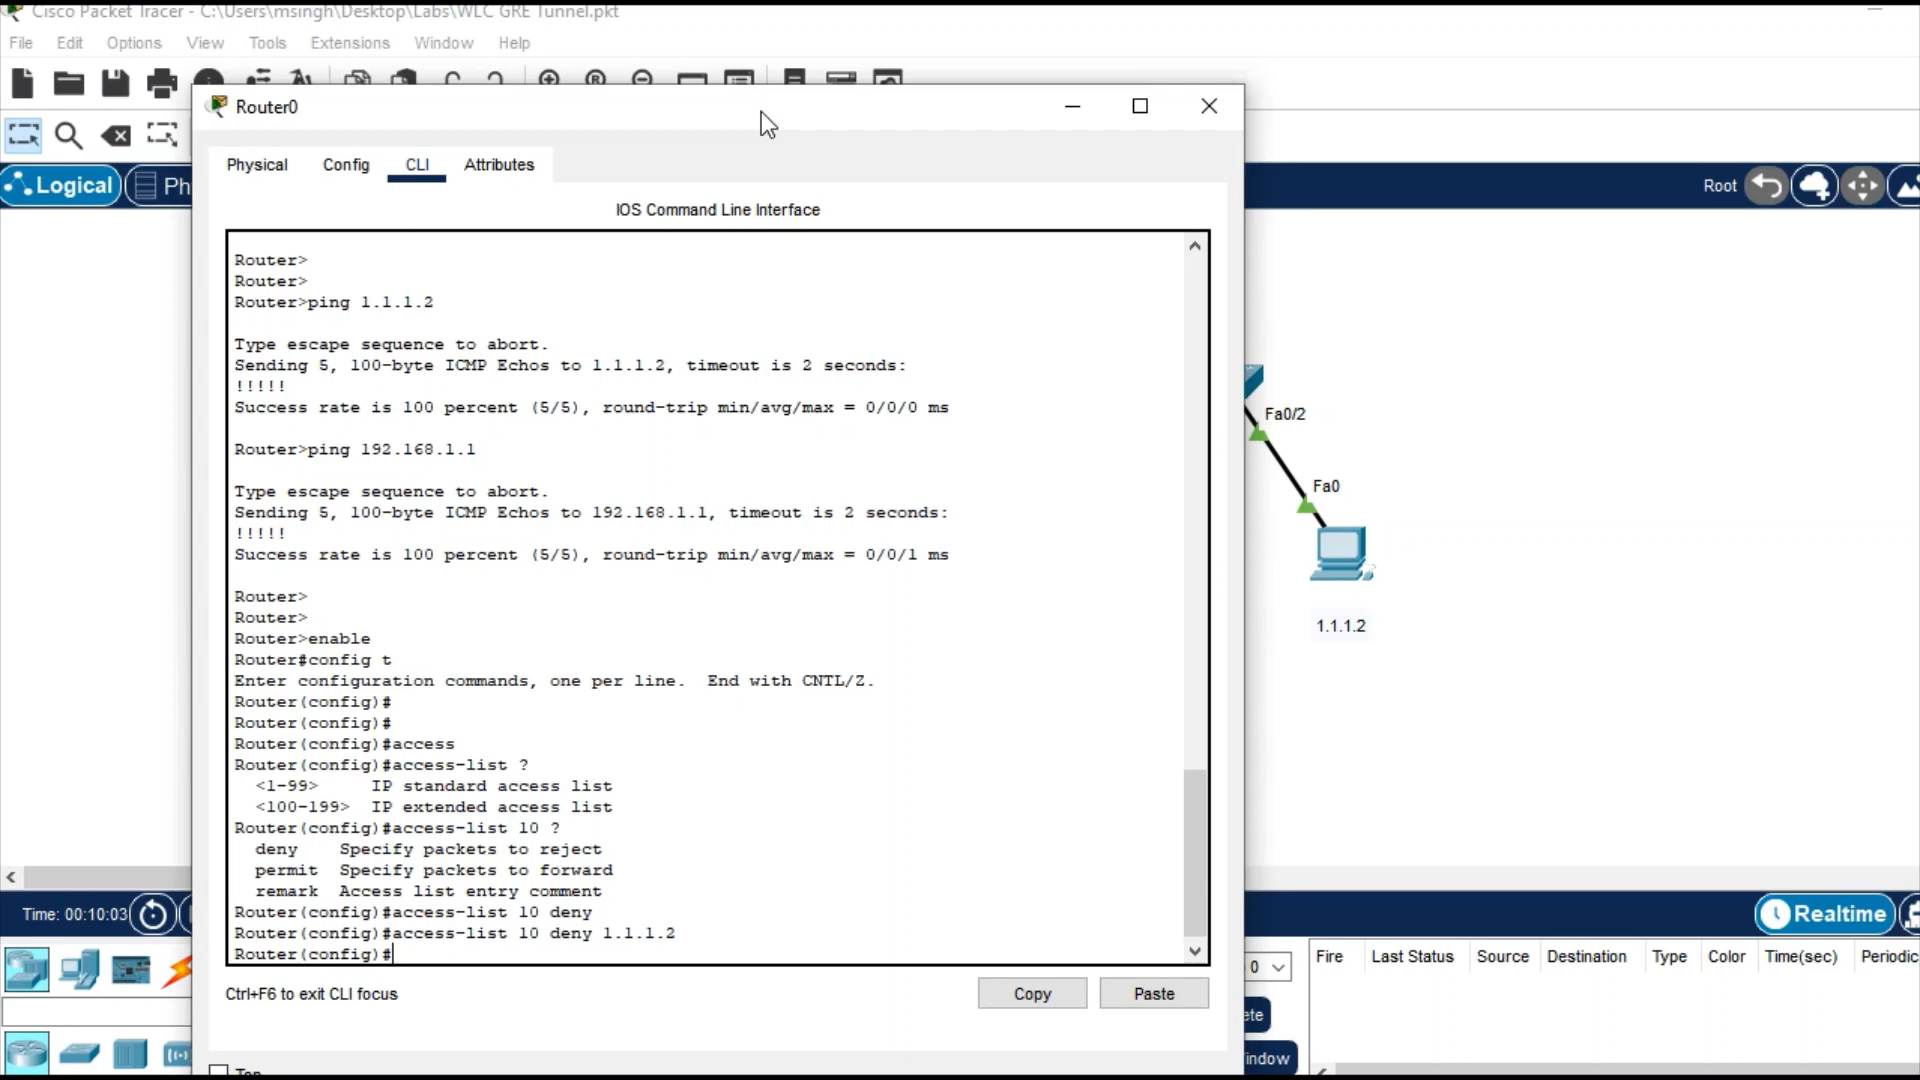 Cisco Packet Tracer - C:\Users\msingh\Desktop\Labs\WLC GRE Tunnel.pkt
File Edit Options View Tools Extensions Window Help
Router0
Logical
Ph
Root
Physical Config CLI Attributes
IOS Command Line Interface
Router>
Router>
Router>ping 1.1.1.2
Type escape sequence to abort.
Sending 5, 100-byte ICMP Echos to 1.1.1.2, timeout is 2 seconds:
!!!!!
Success rate is 100 percent (5/5), round-trip min/avg/max = 0/0/0 ms
Router>ping 192.168.1.1
Type escape sequence to abort.
Sending 5, 100-byte ICMP Echos to 192.168.1.1, timeout is 2 seconds:
!!!!!
Success rate is 100 percent (5/5), round-trip min/avg/max = 0/0/1 ms
Router>
Router>
Router>enable
Router#config t
Enter configuration commands, one per line.  End with CNTL/Z.
Router(config)#
Router(config)#
Router(config)#access
Router(config)#access-list ?
<1-99> IP standard access list
<100-199> IP extended access list
Router(config)#access-list 10 ?
deny Specify packets to reject
permit Specify packets to forward
remark Access list entry comment
Router(config)#access-list 10 deny
Router(config)#access-list 10 deny 1.1.1.2
Router(config)#
Ctrl+F6 to exit CLI focus
Copy
Paste
Top
Fa0/2
Fa0
1.1.1.2
Time: 00:10:03
Realtime
0
Fire Last Status Source Destination Type Color Time(sec) Periodic
ete
indow